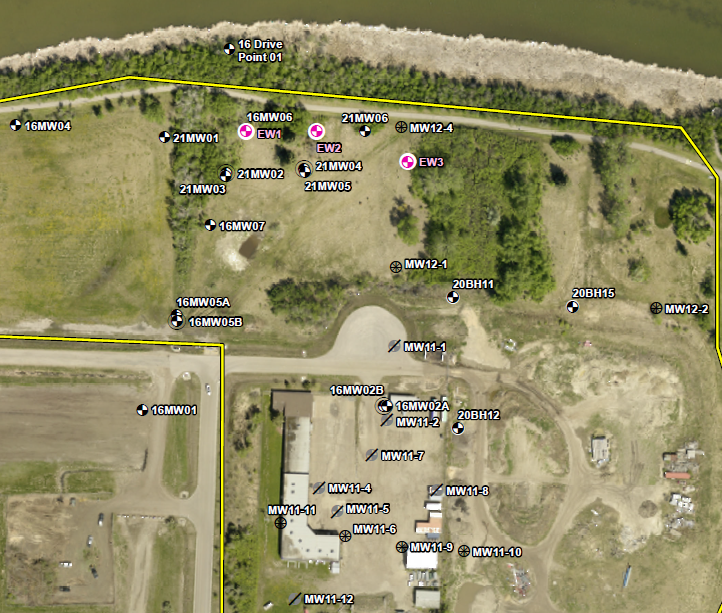 16 Drive
Point 01
16MW04
21MW01
16MW06
EW1
EW2
21MW06
MW12-4
EW3
21MW03
21MW02
21MW04
21MW05
16MW07
MW12-1
20BH11
20BH15
MW12-2
16MW05A
16MW05B
MW11-1
16MW02B
16MW02A
MW11-2
16MW01
20BH12
MW11-7
MW11-4
MW11-8
MW11-11
MW11-5
MW11-6
MW11-9
MW11-10
MW11-12